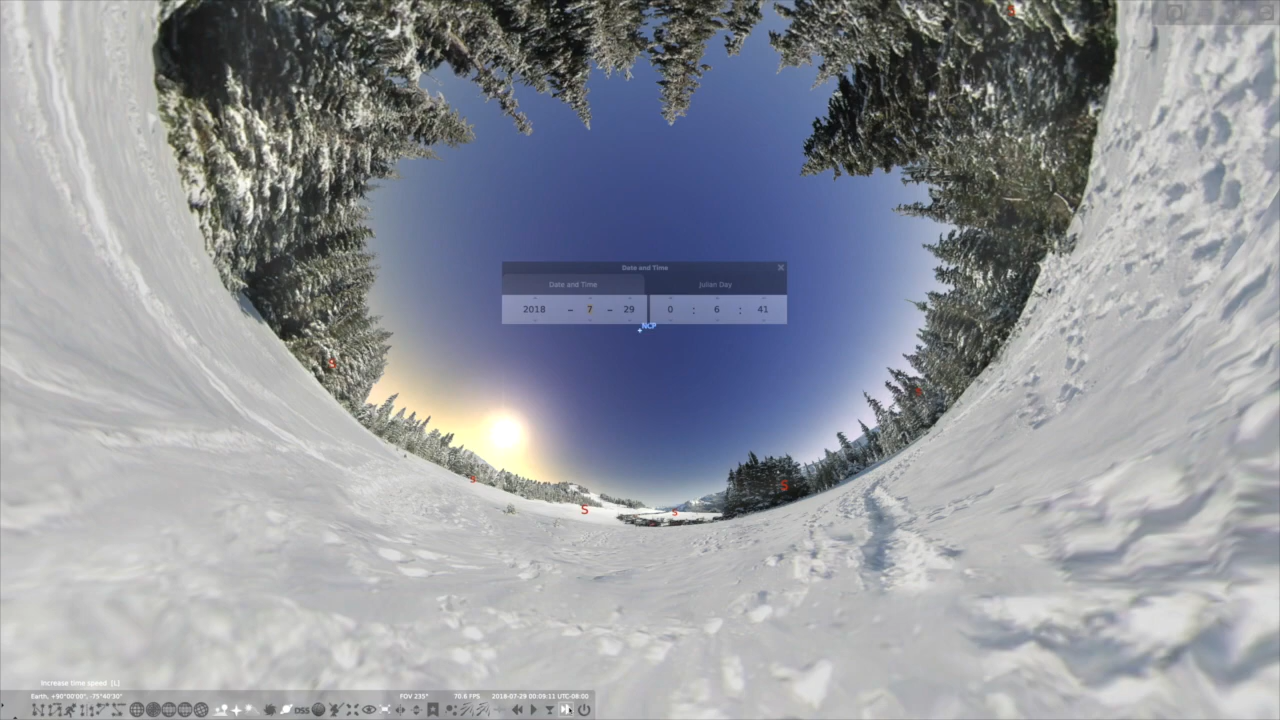 Date and Time
Date and Time Julian Day
2018 - 7 - 29 0 : 6 : 41
NCP
S
S
S
S
Increase time speed [L]
Earth, +90°00'00", -75°40'30" FOV 235° 70.6 FPS 2018-07-29 00:09:11 UTC-08:00
DSS